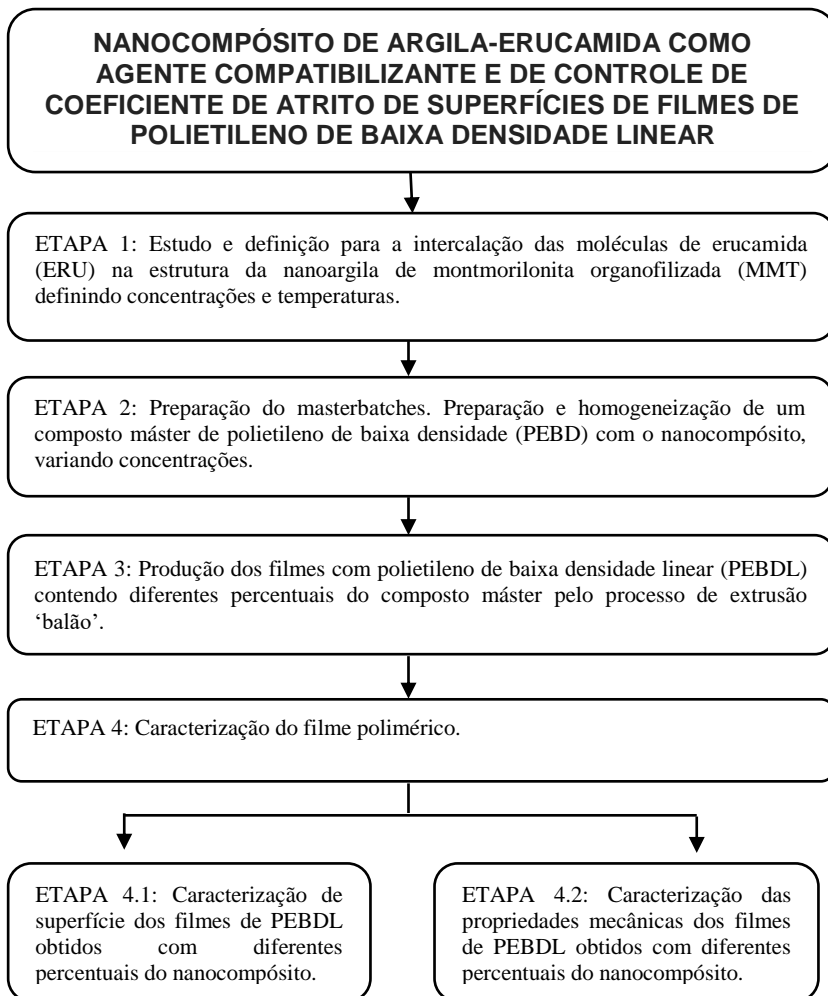 NANOCOMPÓSITO DE ARGILA-ERUCAMIDA COMO
AGENTE COMPATIBILIZANTE E DE CONTROLE DE
COEFICIENTE DE ATRITO DE SUPERFÍCIES DE FILMES DE
POLIETILENO DE BAIXA DENSIDADE LINEAR
ETAPA 1: Estudo e definição para a intercalação das moléculas de erucamida
(ERU) na estrutura da nanoargila de montmorilonita organofilizada (MMT)
definindo concentrações e temperaturas.
ETAPA 2: Preparação do masterbatches. Preparação e homogeneização de um
composto máster de polietileno de baixa densidade (PEBD) com o nanocompósito,
variando concentrações.
ETAPA 3: Produção dos filmes com polietileno de baixa densidade linear (PEBDL)
contendo diferentes percentuais do composto máster pelo processo de extrusão
‘balão’.
ETAPA 4: Caracterização do filme polimérico.
ETAPA 4.1: Caracterização de
superfície dos filmes de PEBDL
obtidos com diferentes
percentuais do nanocompósito.
ETAPA 4.2: Caracterização das
propriedades mecânicas dos filmes
de PEBDL obtidos com diferentes
percentuais do nanocompósito.